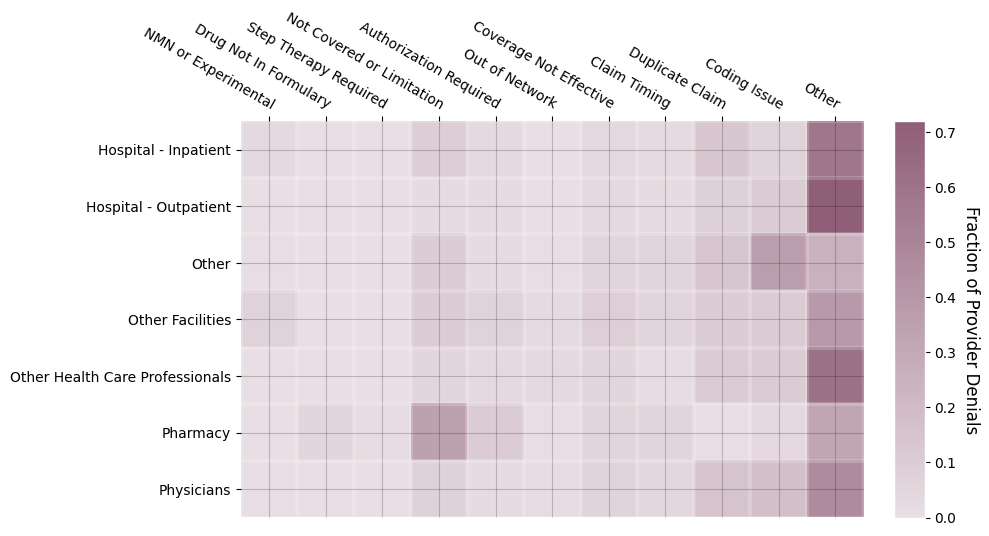 NMN or Experimental
Drug Not In Formulary
Step Therapy Required
Not Covered or Limitation
Authorization Required
Out of Network
Coverage Not Effective
Claim Timing
Duplicate Claim
Coding Issue
Other
Hospital - Inpatient
Hospital - Outpatient
Other
Other Facilities
Other Health Care Professionals
Pharmacy
Physicians
0.7
0.6
0.5
0.4
0.3
0.2
0.1
0.0
Fraction of Provider Denials